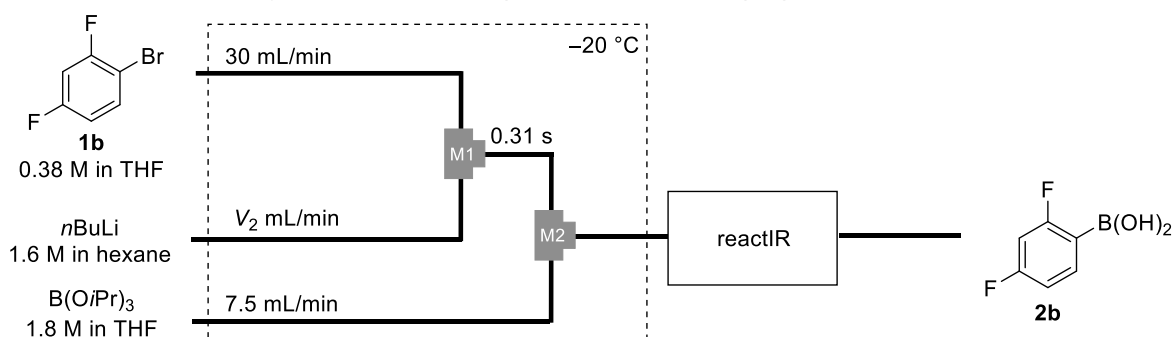 F
Br
F
1b
0.38 M in THF
30 mL/min
–20 °C
M1
0.31 s
nBuLi
1.6 M in hexane
V2 mL/min
M2
reactIR
B(OiPr)3
1.8 M in THF
7.5 mL/min
F
B(OH)2
F
2b